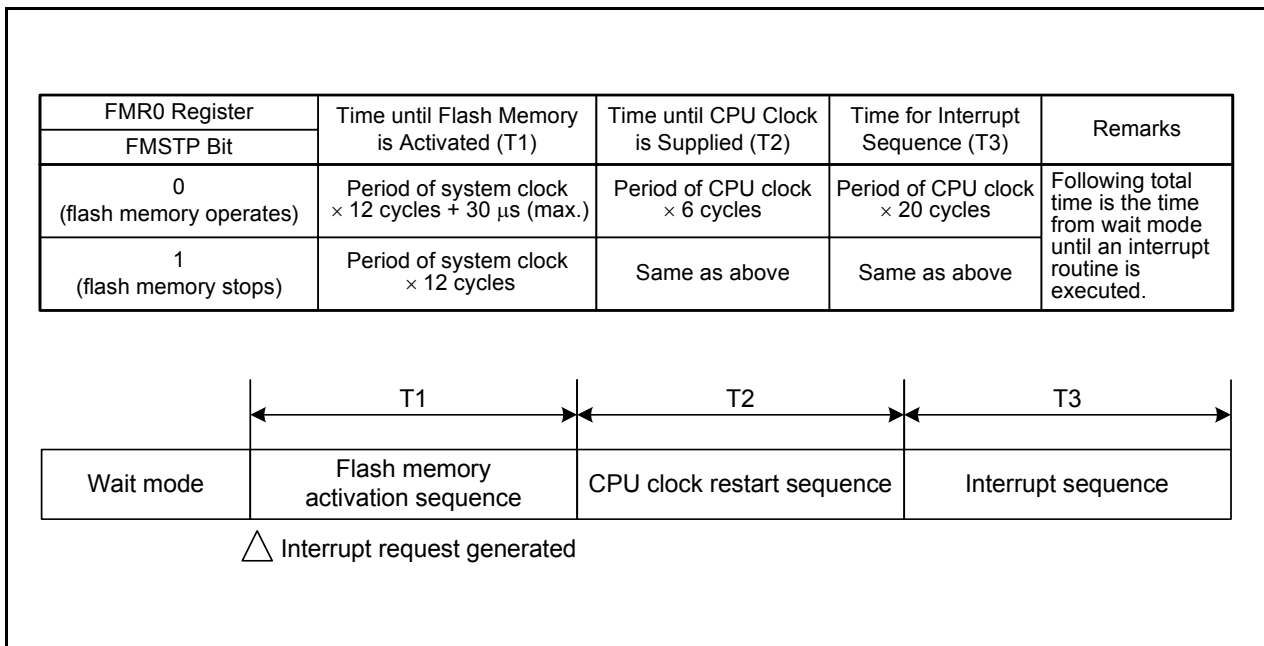 FMR0 Register
FMSTP Bit
Time until Flash Memory
is Activated (T1)
Time until CPU Clock
is Supplied (T2)
Time for Interrupt
Sequence (T3)
Remarks
0
(flash memory operates)
Period of system clock
× 12 cycles + 30 μs (max.)
Period of CPU clock
× 6 cycles
Period of CPU clock
× 20 cycles
Following total
time is the time
from wait mode
until an interrupt
routine is
executed.
1
(flash memory stops)
Period of system clock
× 12 cycles
Same as above
Same as above
T1
T2
T3
Wait mode
Flash memory
activation sequence
CPU clock restart sequence
Interrupt sequence
Interrupt request generated